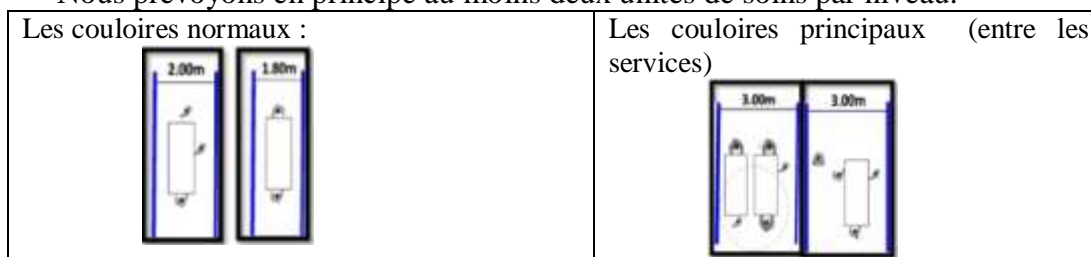 Nous prévoyons en principe au moins deux unités de soins par niveau.
Les couloires normaux :
2.00m 1.80m
Les couloires principaux (entre les
services)
3.00m 3.00m